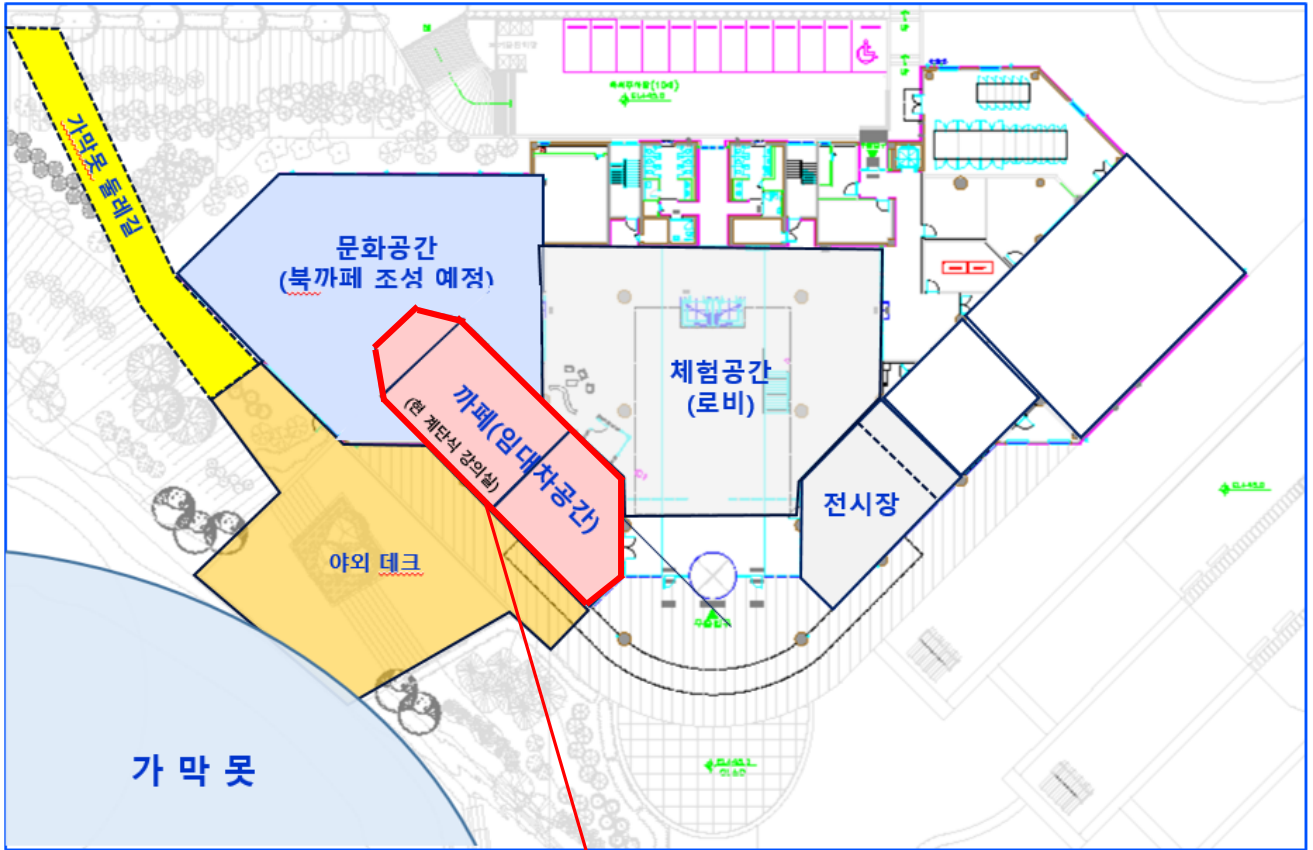 가막못 둘레길
문화공간
(북까페 조성 예정)
체험공간
(로비)
까페(임대차공간)
(현 계단식 강의실)
전시장
야외 데크
가 막 못